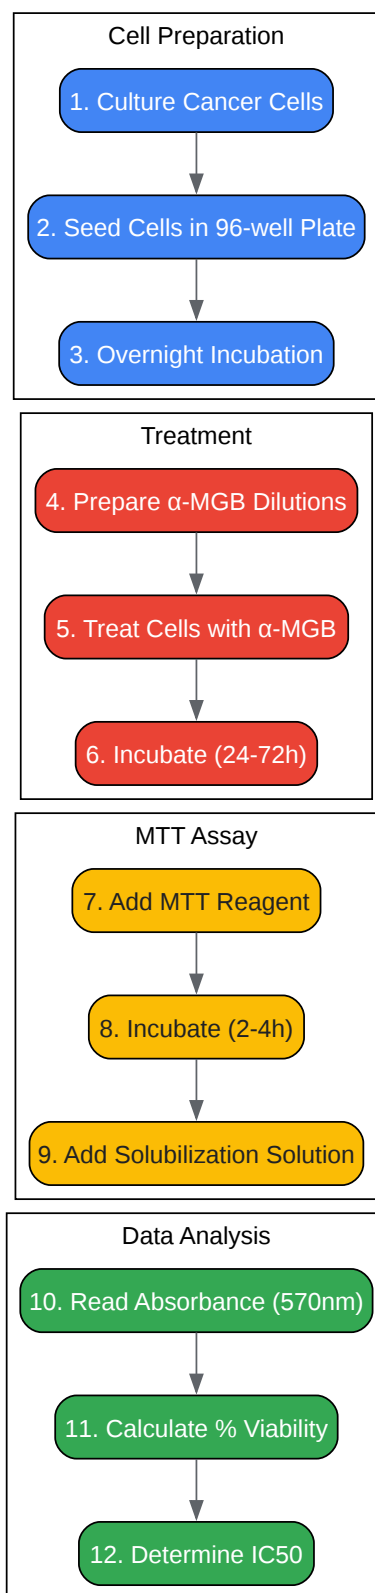 Cell Preparation
1. Culture Cancer Cells
2. Seed Cells in 96-well Plate
3. Overnight Incubation
Treatment
4. Prepare α-MGB Dilutions
5. Treat Cells with α-MGB
6. Incubate (24-72h)
MTT Assay
7. Add MTT Reagent
8. Incubate (2-4h)
9. Add Solubilization Solution
Data Analysis
10. Read Absorbance (570nm)
11. Calculate % Viability
12. Determine IC50